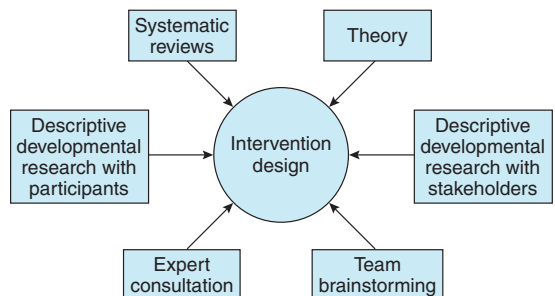 Systematic
reviews
Theory
Descriptive
developmental
research with
participants
Intervention
design
Descriptive
developmental
research with
stakeholders
Expert
consultation
Team
brainstorming